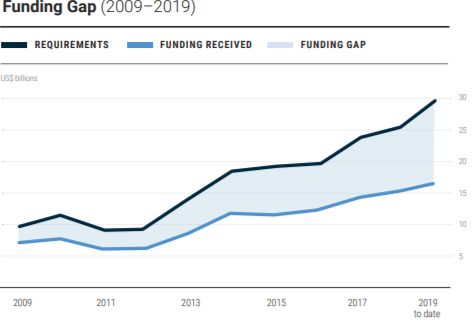 Funding Gap (2009–2019)
REQUIREMENTS FUNDING RECEIVED FUNDING GAP
US$ billions
30
25
20
15
10
5
2009 2011 2013 2015 2017 2019
to date